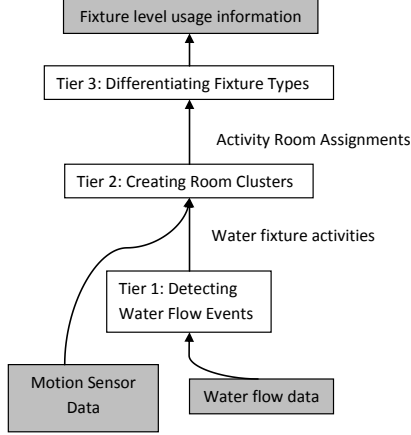 Fixture level usage information
Tier 3: Differentiating Fixture Types
Activity Room Assignments
Tier 2: Creating Room Clusters
Water fixture activities
Tier 1: Detecting
Water Flow Events
Motion Sensor
Data
Water flow data